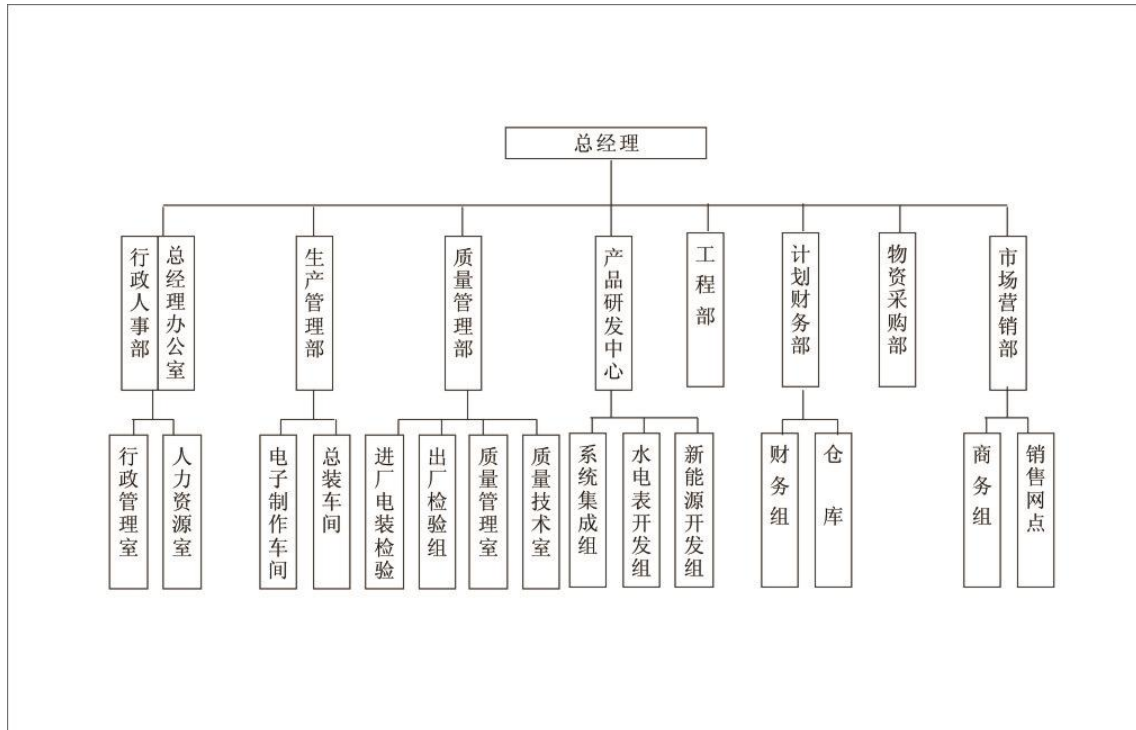 总经理
行政人事部
总经理办公室
生产管理部
质量管理部
产品研发中心
工程部
计划财务部
物资采购部
市场营销部
行政管理室
人力资源室
电子制作车间
总装车间
进厂电装检验
出厂检验组
质量管理室
质量技术室
系统集成组
水电表开发组
新能源开发组
财务组
仓库
商务组
销售网点